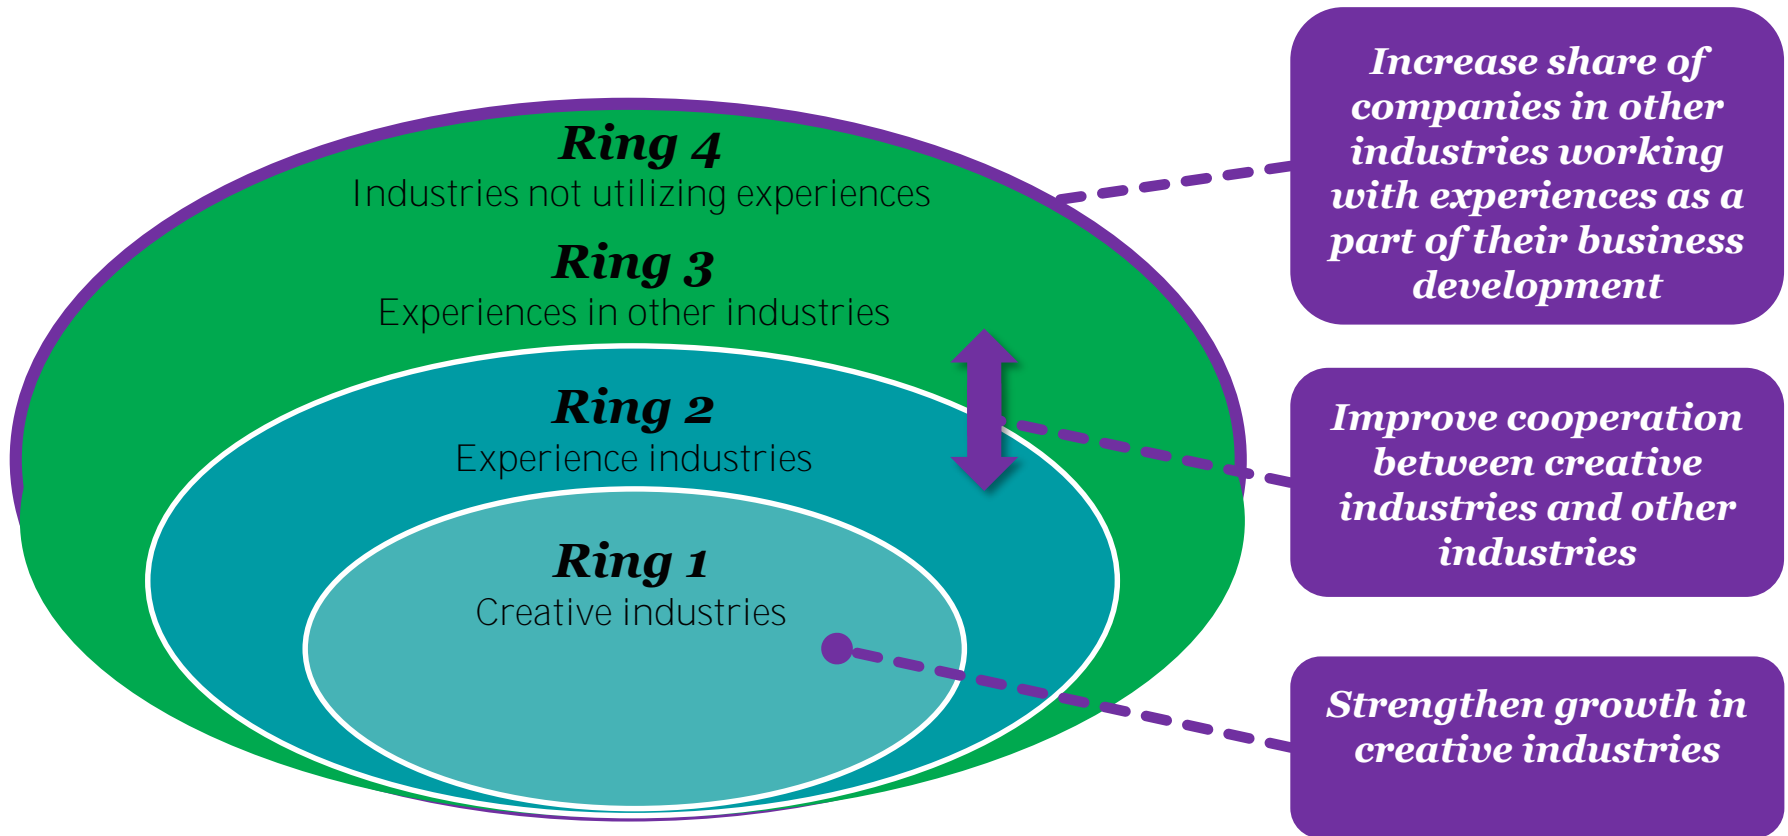 Ring 4
Industries not utilizing experiences
Ring 3
Experiences in other industries
Ring 2
Experience industries
Ring 1
Creative industries
Increase share of
companies in other
industries working
with experiences as a
part of their business
development
Improve cooperation
between creative
industries and other
industries
Strengthen growth in
creative industries